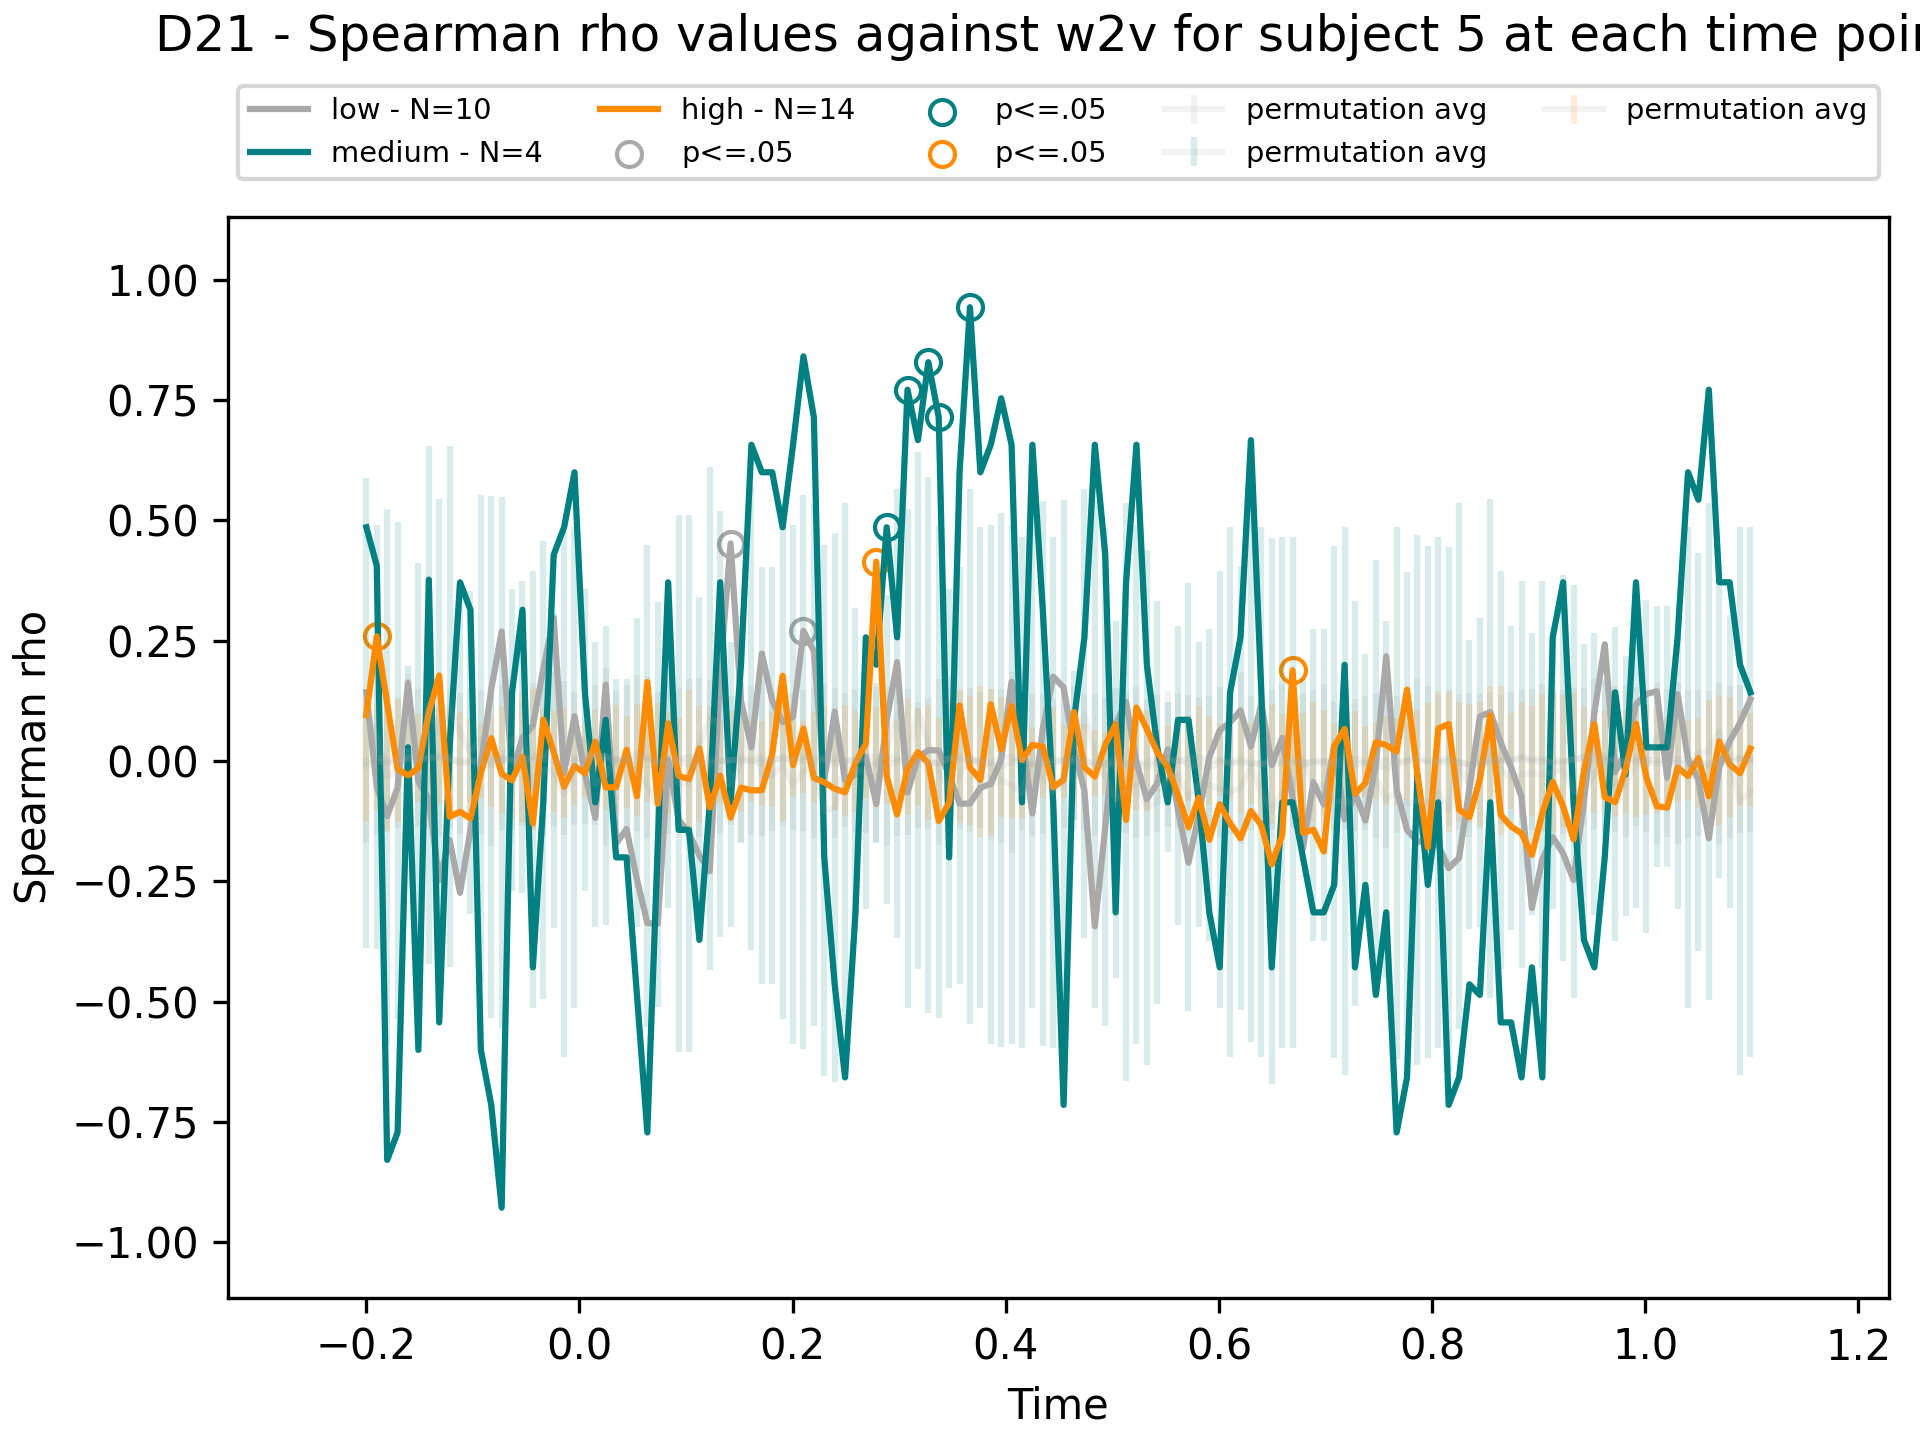 D21 - Spearman rho values against w2v for subject 5 at each time poi
low - N=10 high - N=14 p<=.05 permutation avg permutation avg
medium - N=4 p<=.05 p<=.05 permutation avg
1.00
0.75
0.50
0.25
0.00
−0.25
−0.50
−0.75
−1.00
Spearman rho
−0.2 0.0 0.2 0.4 0.6 0.8 1.0 1.2
Time